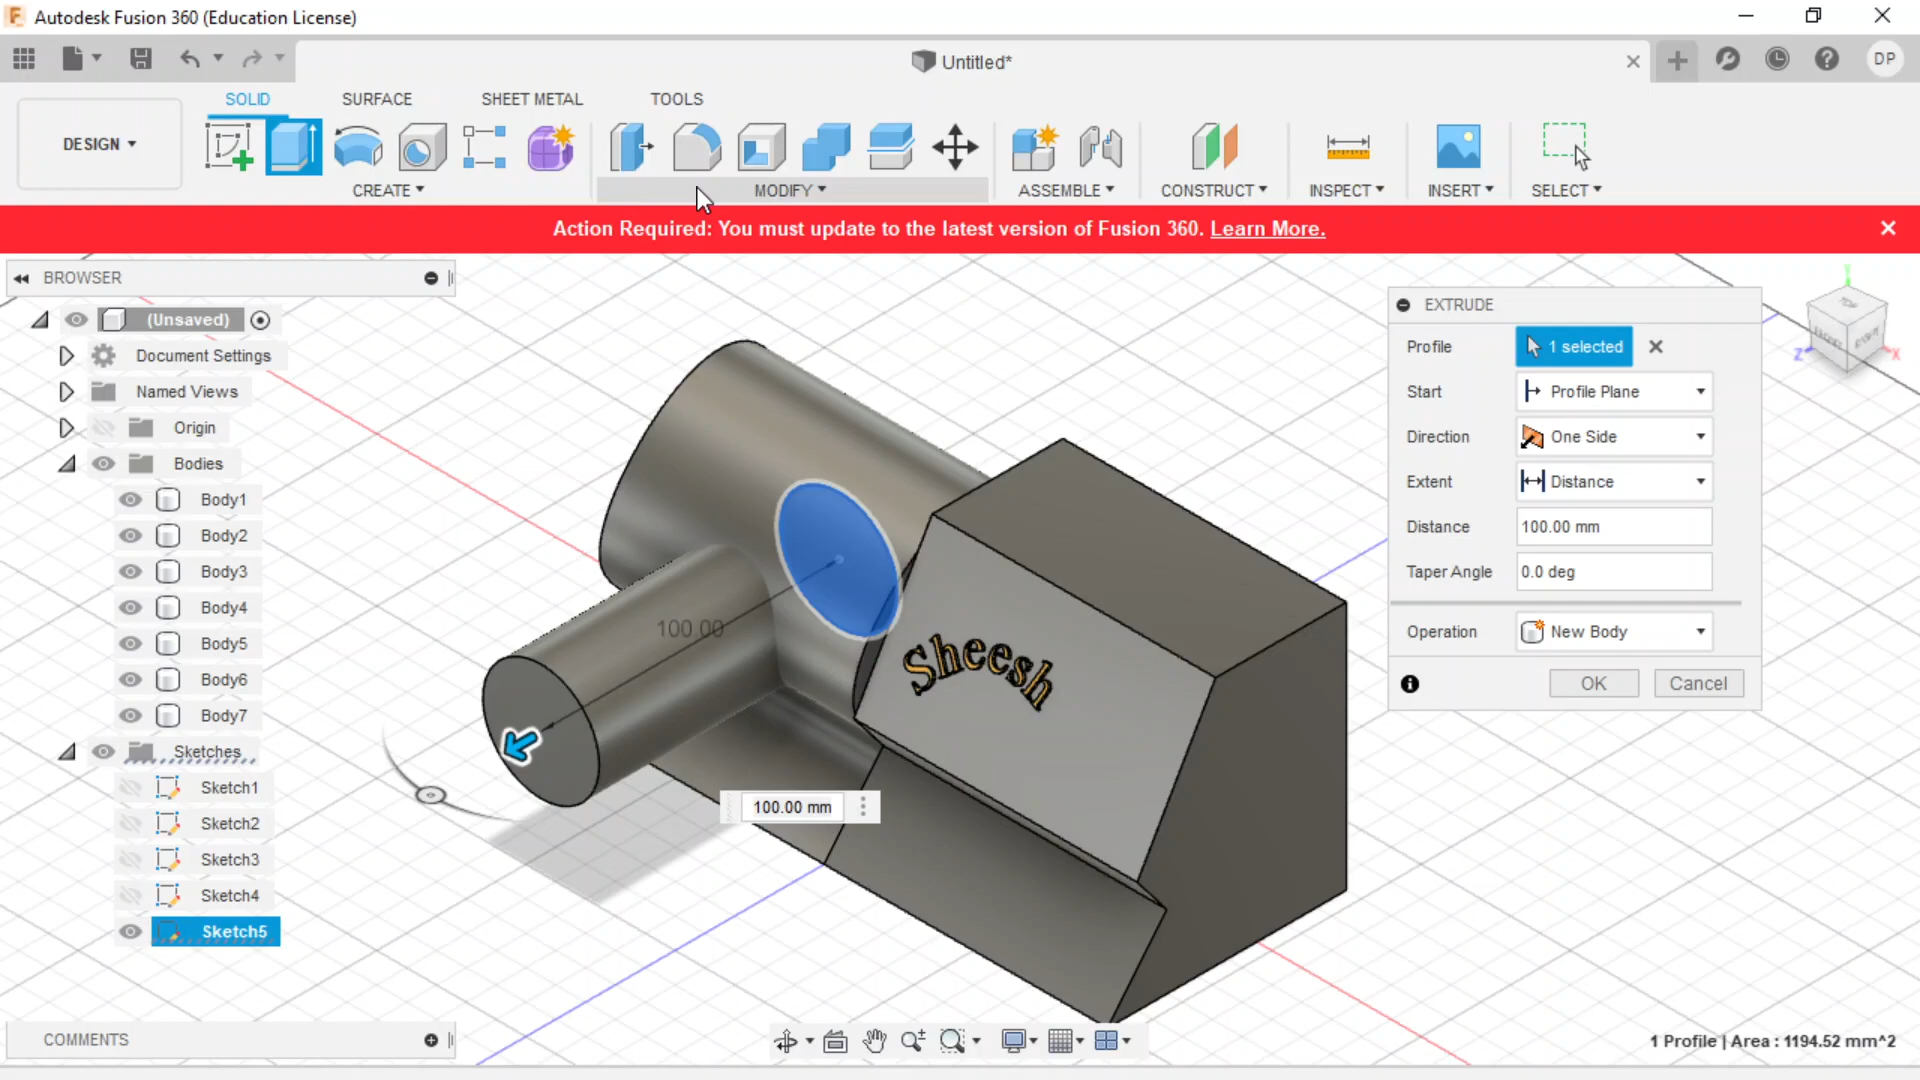 Autodesk Fusion 360 (Education License)
Untitled*
DP
DESIGN
SOLID
SURFACE
SHEET METAL
TOOLS
CREATE
MODIFY
ASSEMBLE
CONSTRUCT
INSPECT
INSERT
SELECT
Action Required: You must update to the latest version of Fusion 360. Learn More.
BROWSER
(Unsaved)
Document Settings
Named Views
Origin
Bodies
Body1
Body2
Body3
Body4
Body5
Body6
Body7
Sketches
Sketch1
Sketch2
Sketch3
Sketch4
Sketch5
100.00
Sheesh
100.00 mm
EXTRUDE
Profile 1 selected
Start Profile Plane
Direction One Side
Extent Distance
Distance 100.00 mm
Taper Angle 0.0 deg
Operation New Body
OK Cancel
Z
X
COMMENTS
1 Profile | Area : 1194.52 mm^2